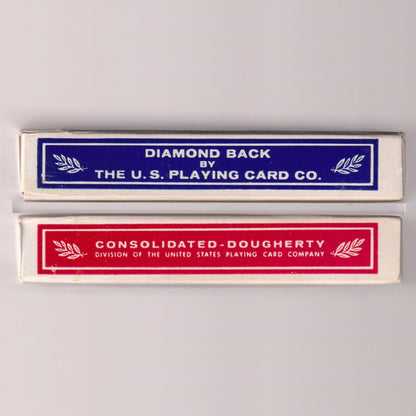 DIAMOND BACK
BY
THE U.S. PLAYING CARD CO.
CONSOLIDATED-DOUGHERTY
DIVISION OF THE UNITED STATES PLAYING CARD COMPANY